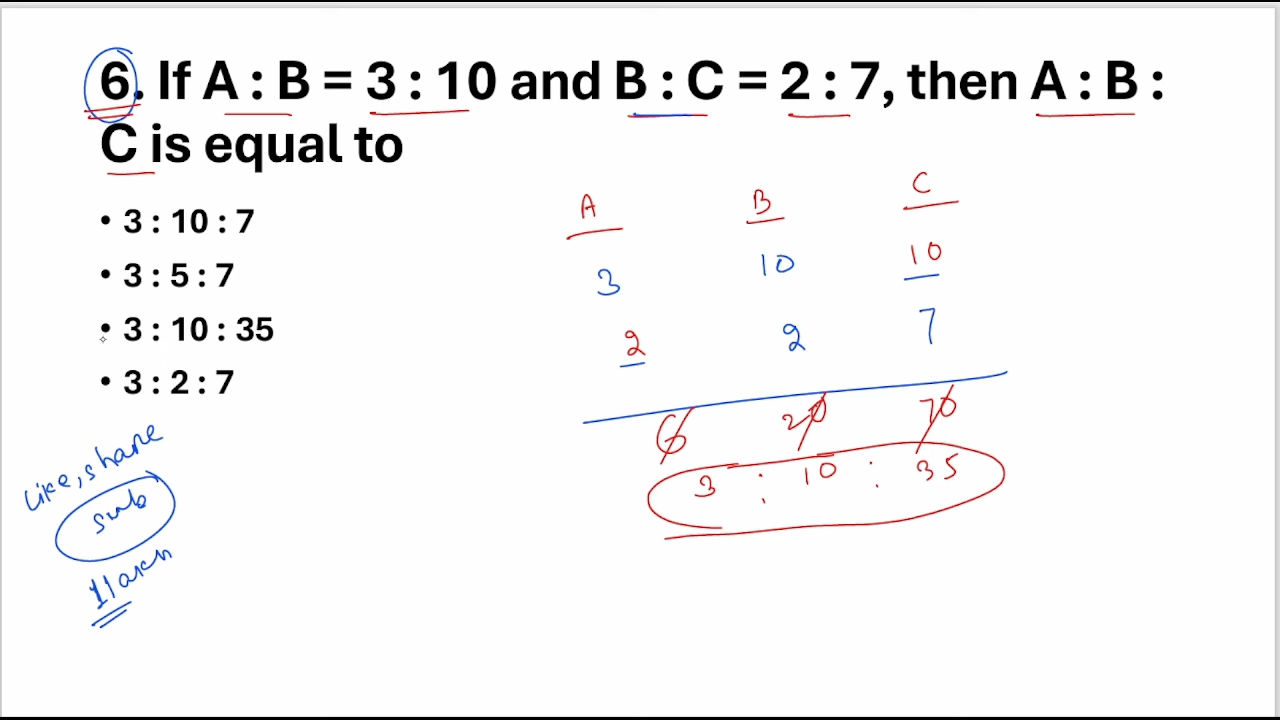 6. If A : B = 3 : 10 and B : C = 2 : 7, then A : B :
C is equal to
• 3 : 10 : 7
• 3 : 5 : 7
• 3 : 10 : 35
• 3 : 2 : 7
A B C
3 10 10
2 2 7
6 20 70
3 : 10 : 35
Like, share
sub